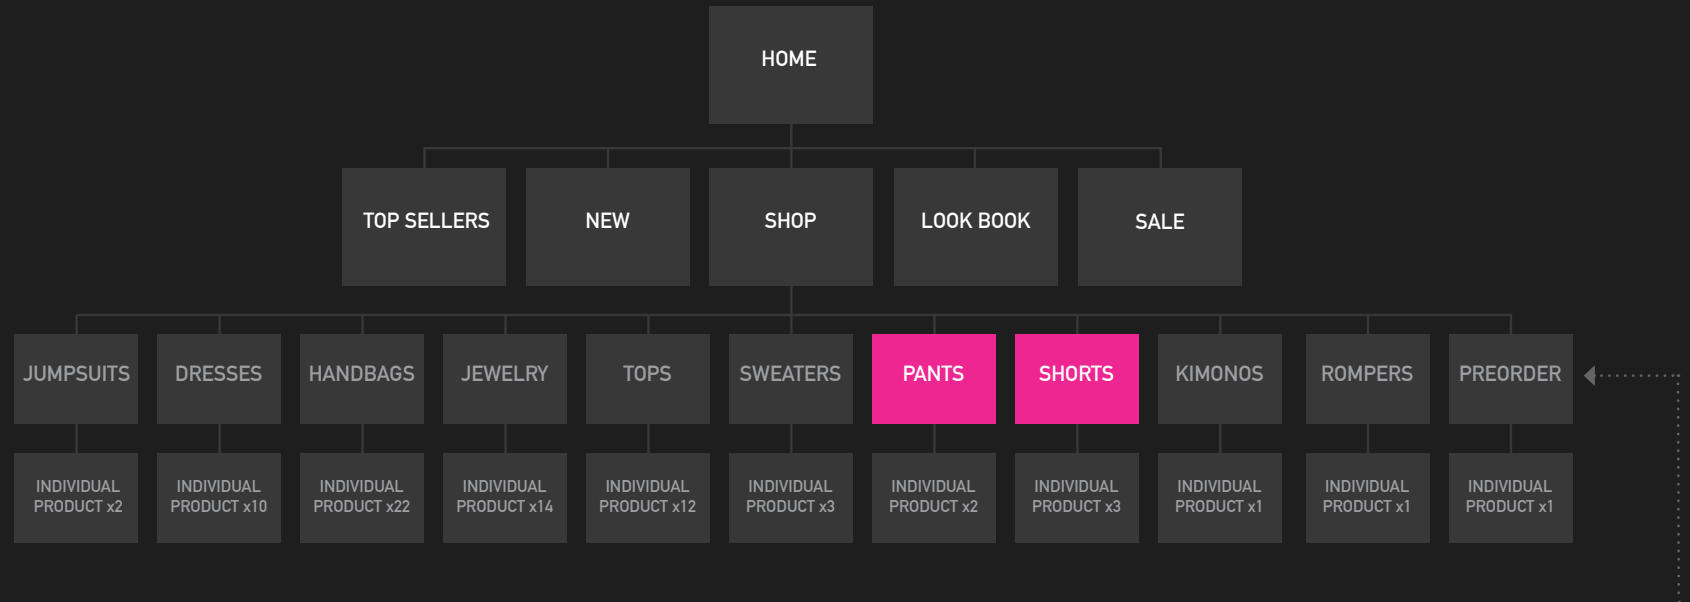 HOME
TOP SELLERS
NEW
SHOP
LOOK BOOK
SALE
JUMPSUITS
DRESSES
HANDBAGS
JEWELRY
TOPS
SWEATERS
PANTS
SHORTS
KIMONOS
ROMPERS
PREORDER
INDIVIDUAL
PRODUCT x2
INDIVIDUAL
PRODUCT x10
INDIVIDUAL
PRODUCT x22
INDIVIDUAL
PRODUCT x14
INDIVIDUAL
PRODUCT x12
INDIVIDUAL
PRODUCT x3
INDIVIDUAL
PRODUCT x2
INDIVIDUAL
PRODUCT x3
INDIVIDUAL
PRODUCT x1
INDIVIDUAL
PRODUCT x1
INDIVIDUAL
PRODUCT x1